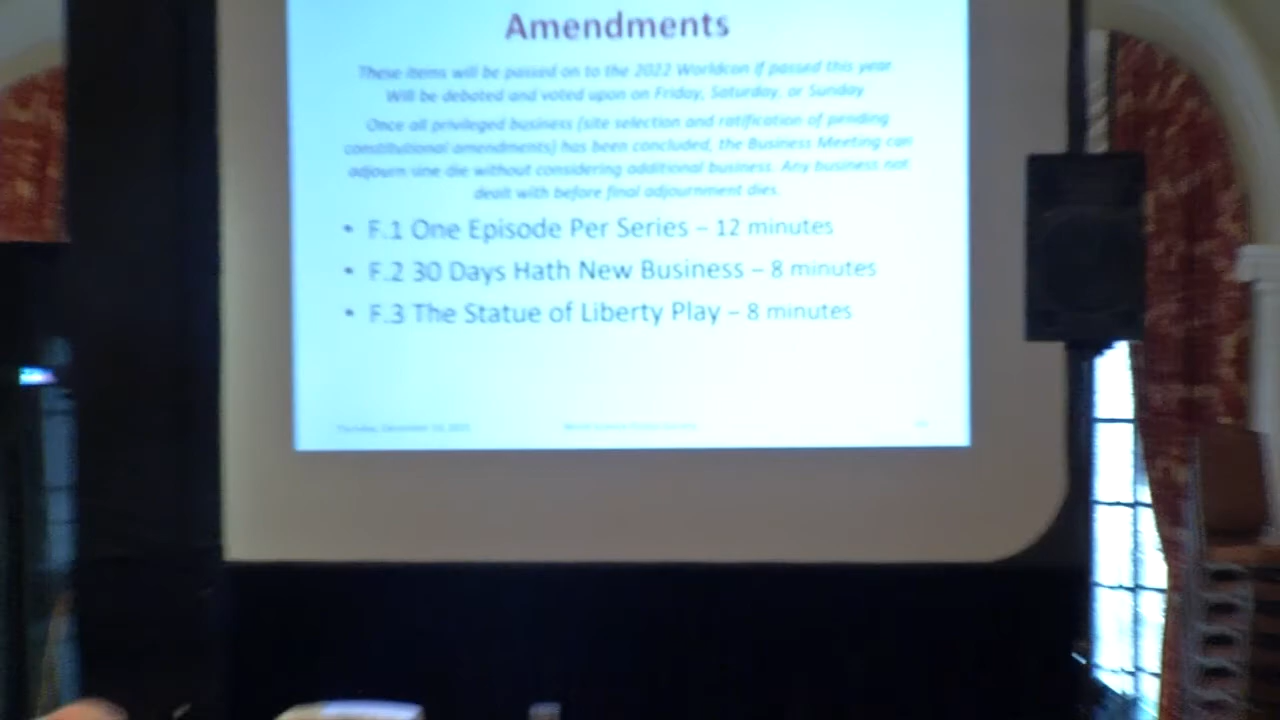 Amendments
These items will be passed on to the 2022 Worldcon if passed this year.
Will be debated and voted upon on Friday, Saturday, or Sunday
Once all privileged business (site selection and ratification of pending
constitutional amendments) has been concluded, the Business Meeting can
adjourn sine die without considering additional business. Any business not
dealt with before final adjournment dies.
• F.1 One Episode Per Series – 12 minutes
• F.2 30 Days Hath New Business – 8 minutes
• F.3 The Statue of Liberty Play – 8 minutes
Thursday, December